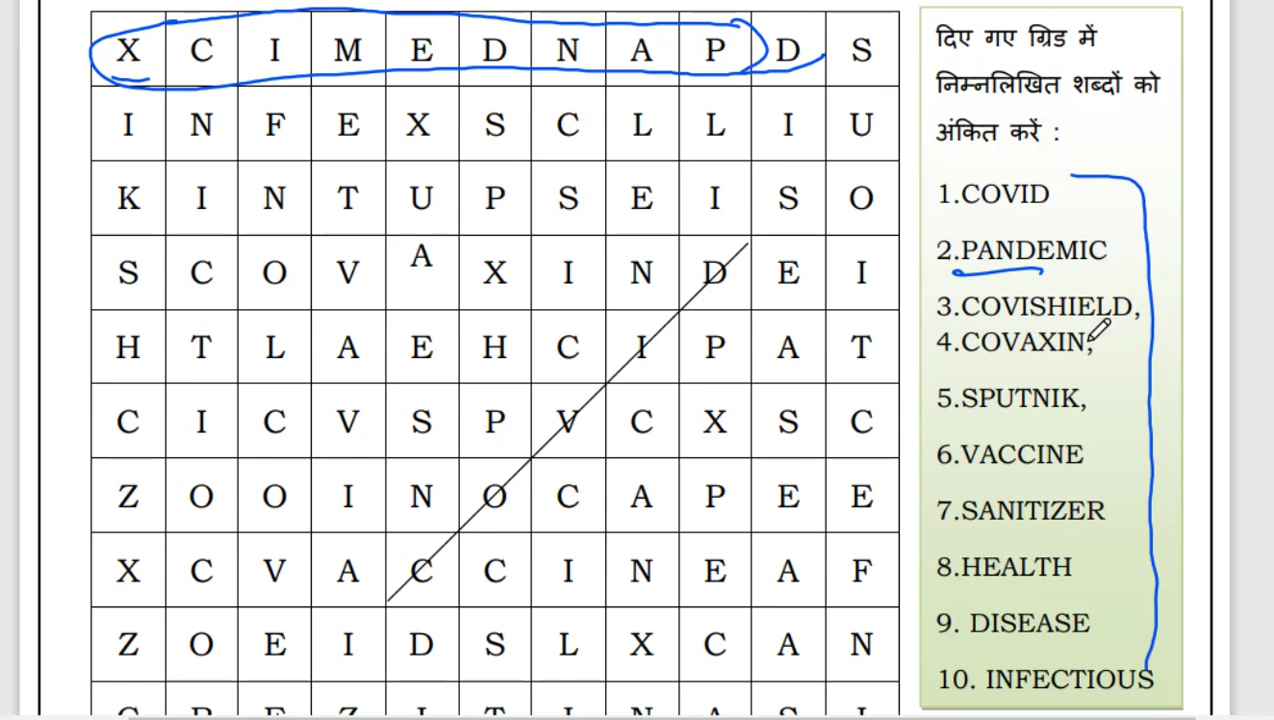 X C I M E D N A P D S
I N F E X S C L L I U
K I N T U P S E I S O
S C O V A X I N D E I
H T L A E H C I P A T
C I C V S P V C X S C
Z O O I N O C A P E E
X C V A C C I N E A F
Z O E I D S L X C A N
दिए गए ग्रिड में
निम्नलिखित शब्दों को
अंकित करें :
1.COVID
2.PANDEMIC
3.COVISHIELD,
4.COVAXIN,
5.SPUTNIK,
6.VACCINE
7.SANITIZER
8.HEALTH
9. DISEASE
10. INFECTIOUS